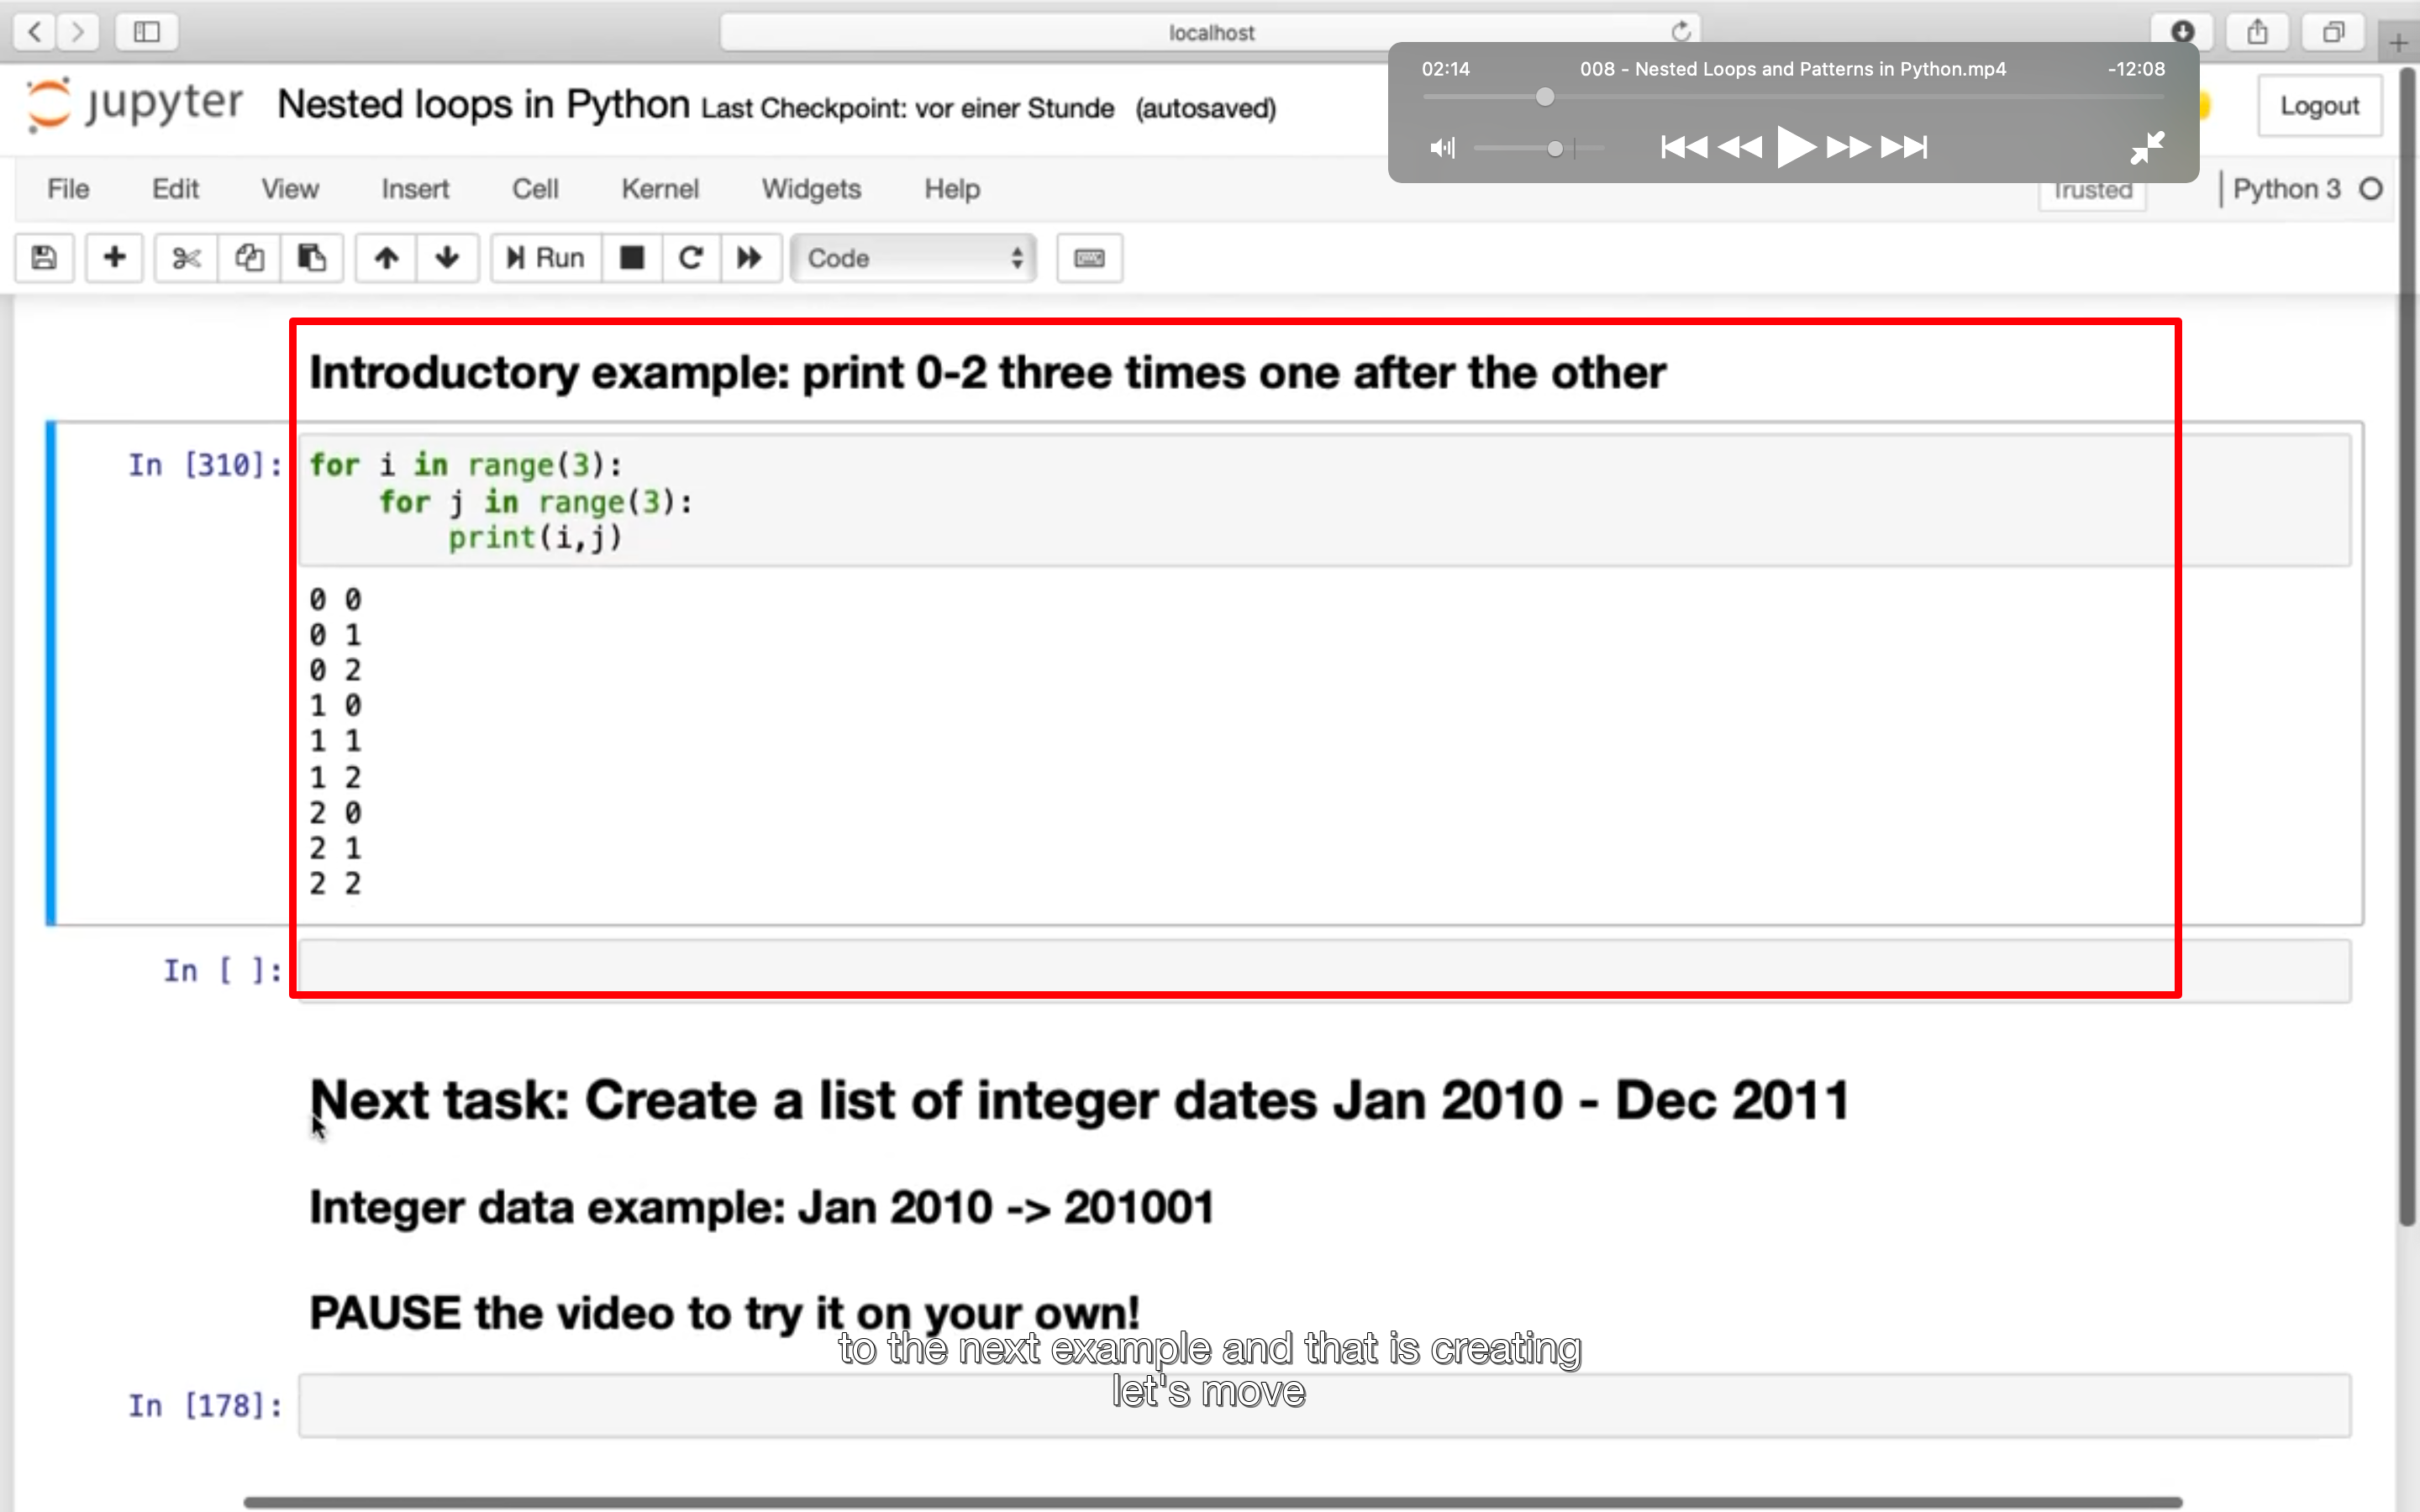 localhost
02:14 008 - Nested Loops and Patterns in Python.mp4 -12:08
jupyter Nested loops in Python Last Checkpoint: vor einer Stunde (autosaved) Logout
File Edit View Insert Cell Kernel Widgets Help Trusted Python 3
Run Code
Introductory example: print 0-2 three times one after the other
In [310]: for i in range(3):
for j in range(3):
print(i,j)
0 0
0 1
0 2
1 0
1 1
1 2
2 0
2 1
2 2
In [ ]:
Next task: Create a list of integer dates Jan 2010 - Dec 2011
Integer data example: Jan 2010 -> 201001
PAUSE the video to try it on your own!
to the next example and that is creating
let's move
In [178]: